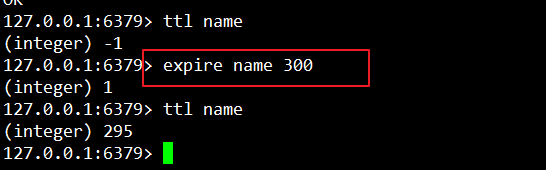 OK
127.0.0.1:6379> ttl name
(integer) -1
127.0.0.1:6379> expire name 300
(integer) 1
127.0.0.1:6379> ttl name
(integer) 295
127.0.0.1:6379>